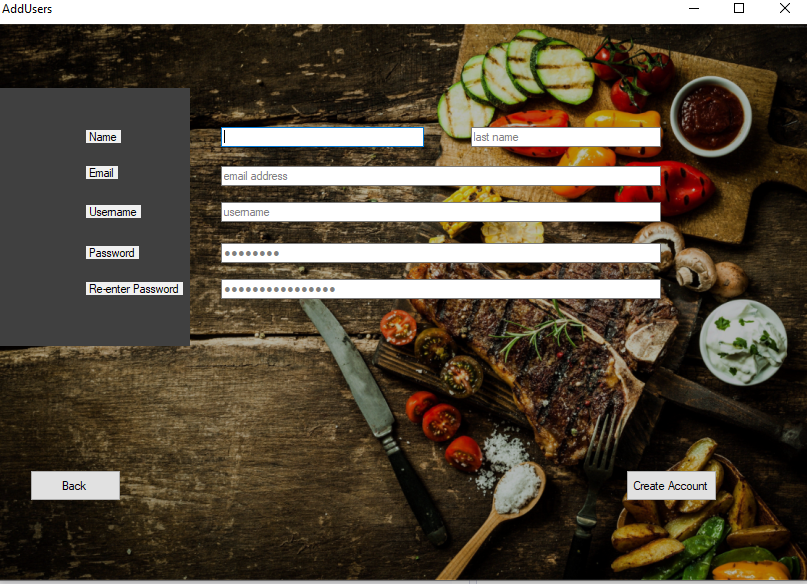 AddUsers
Name
last name
Email
email address
Username
username
Password
••••••••
Re-enter Password
••••••••••••••••
Back
Create Account